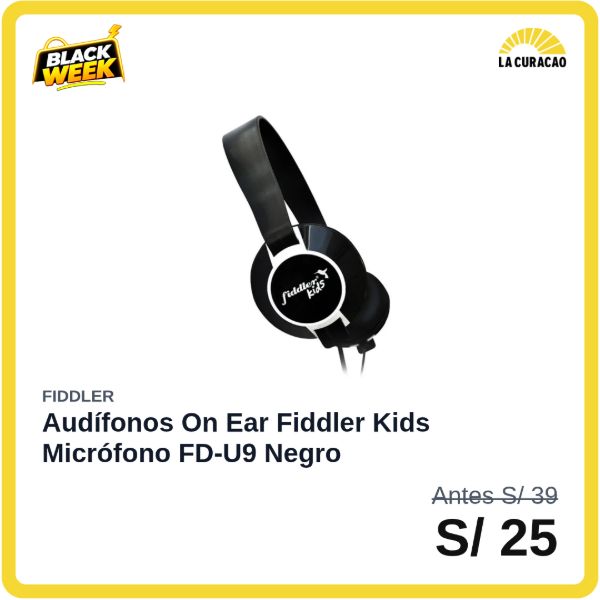 BLACK
WEEK
LA CURACAO
fiddler
kids
FIDDLER
Audífonos On Ear Fiddler Kids
Micrófono FD-U9 Negro
Antes S/ 39
S/ 25